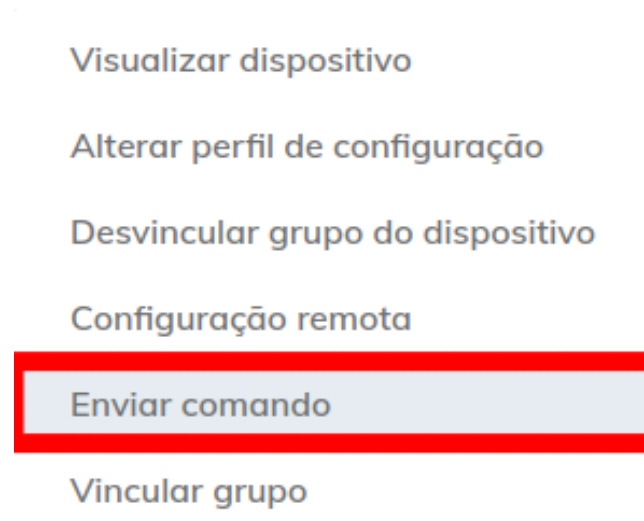 Visualizar dispositivo
Alterar perfil de configuração
Desvincular grupo do dispositivo
Configuração remota
Enviar comando
Vincular grupo